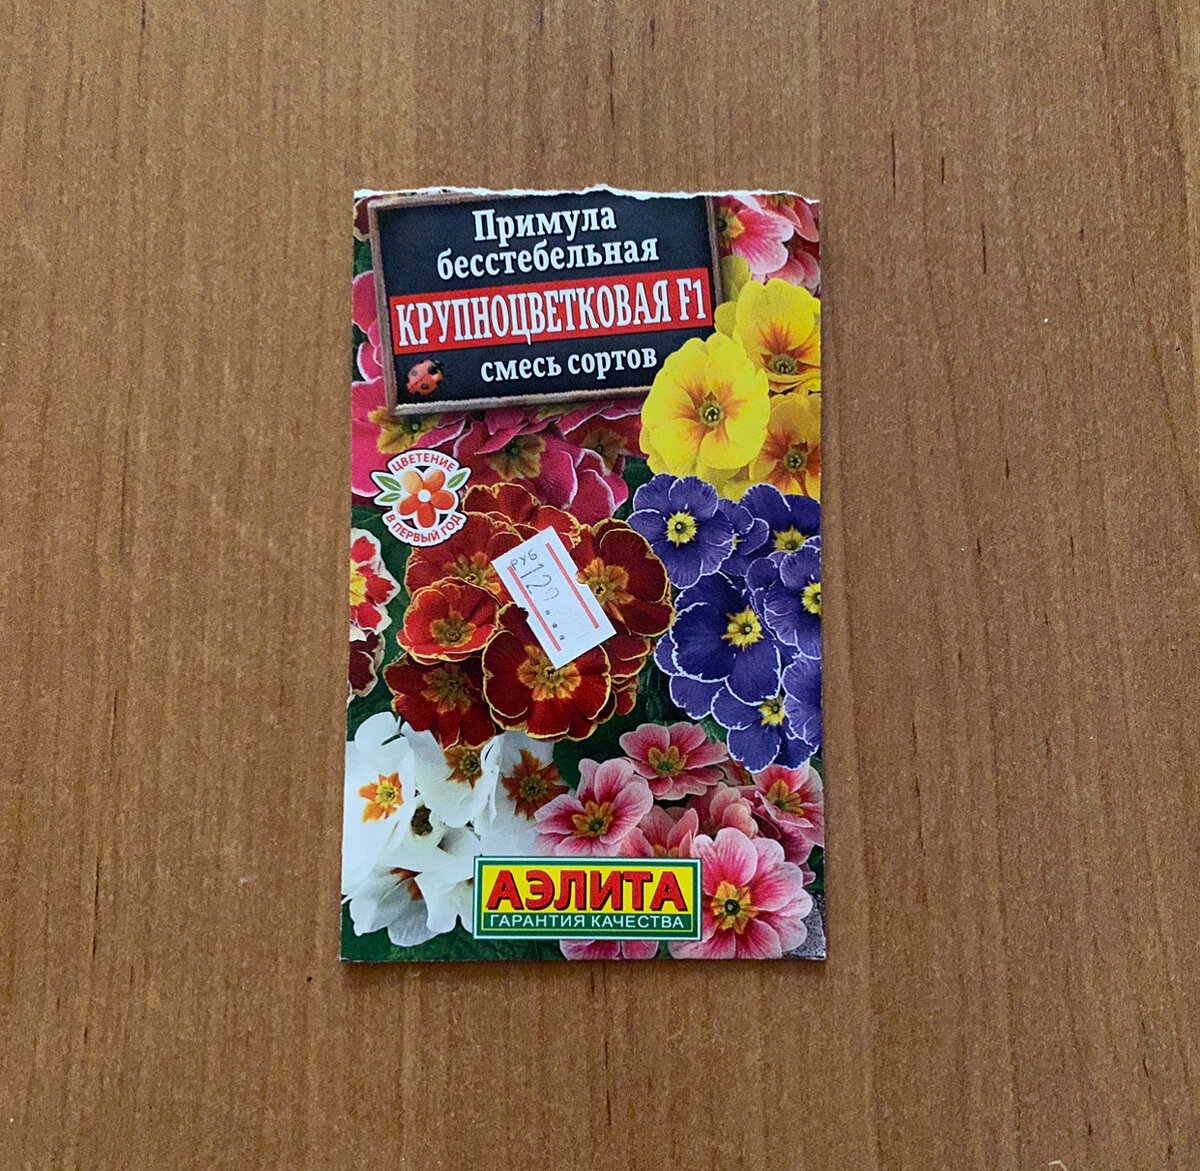 Примула
бесстебельная
КРУПНОЦВЕТКОВАЯ F1
смесь сортов
ЦВЕТЕНИЕ
В ПЕРВЫЙ ГОД
РУБ
АЭЛИТА
ГАРАНТИЯ КАЧЕСТВА